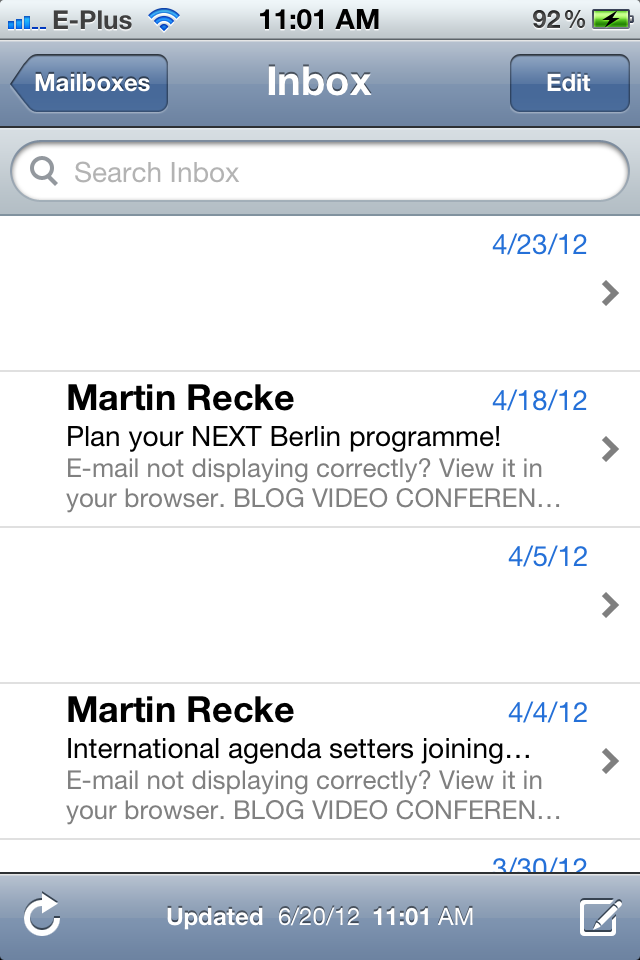 E-Plus 11:01 AM 92%
Mailboxes Inbox Edit
Search Inbox
4/23/12
Martin Recke 4/18/12
Plan your NEXT Berlin programme!
E-mail not displaying correctly? View it in
your browser. BLOG VIDEO CONFEREN…
4/5/12
Martin Recke 4/4/12
International agenda setters joining…
E-mail not displaying correctly? View it in
your browser. BLOG VIDEO CONFEREN…
3/30/12
Updated 6/20/12 11:01 AM